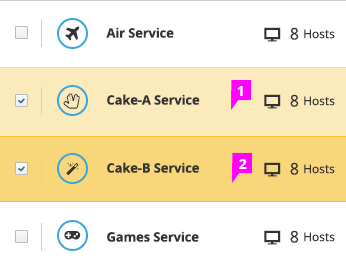 Air Service 8 Hosts
Cake-A Service 1 8 Hosts
Cake-B Service 2 8 Hosts
Games Service 8 Hosts